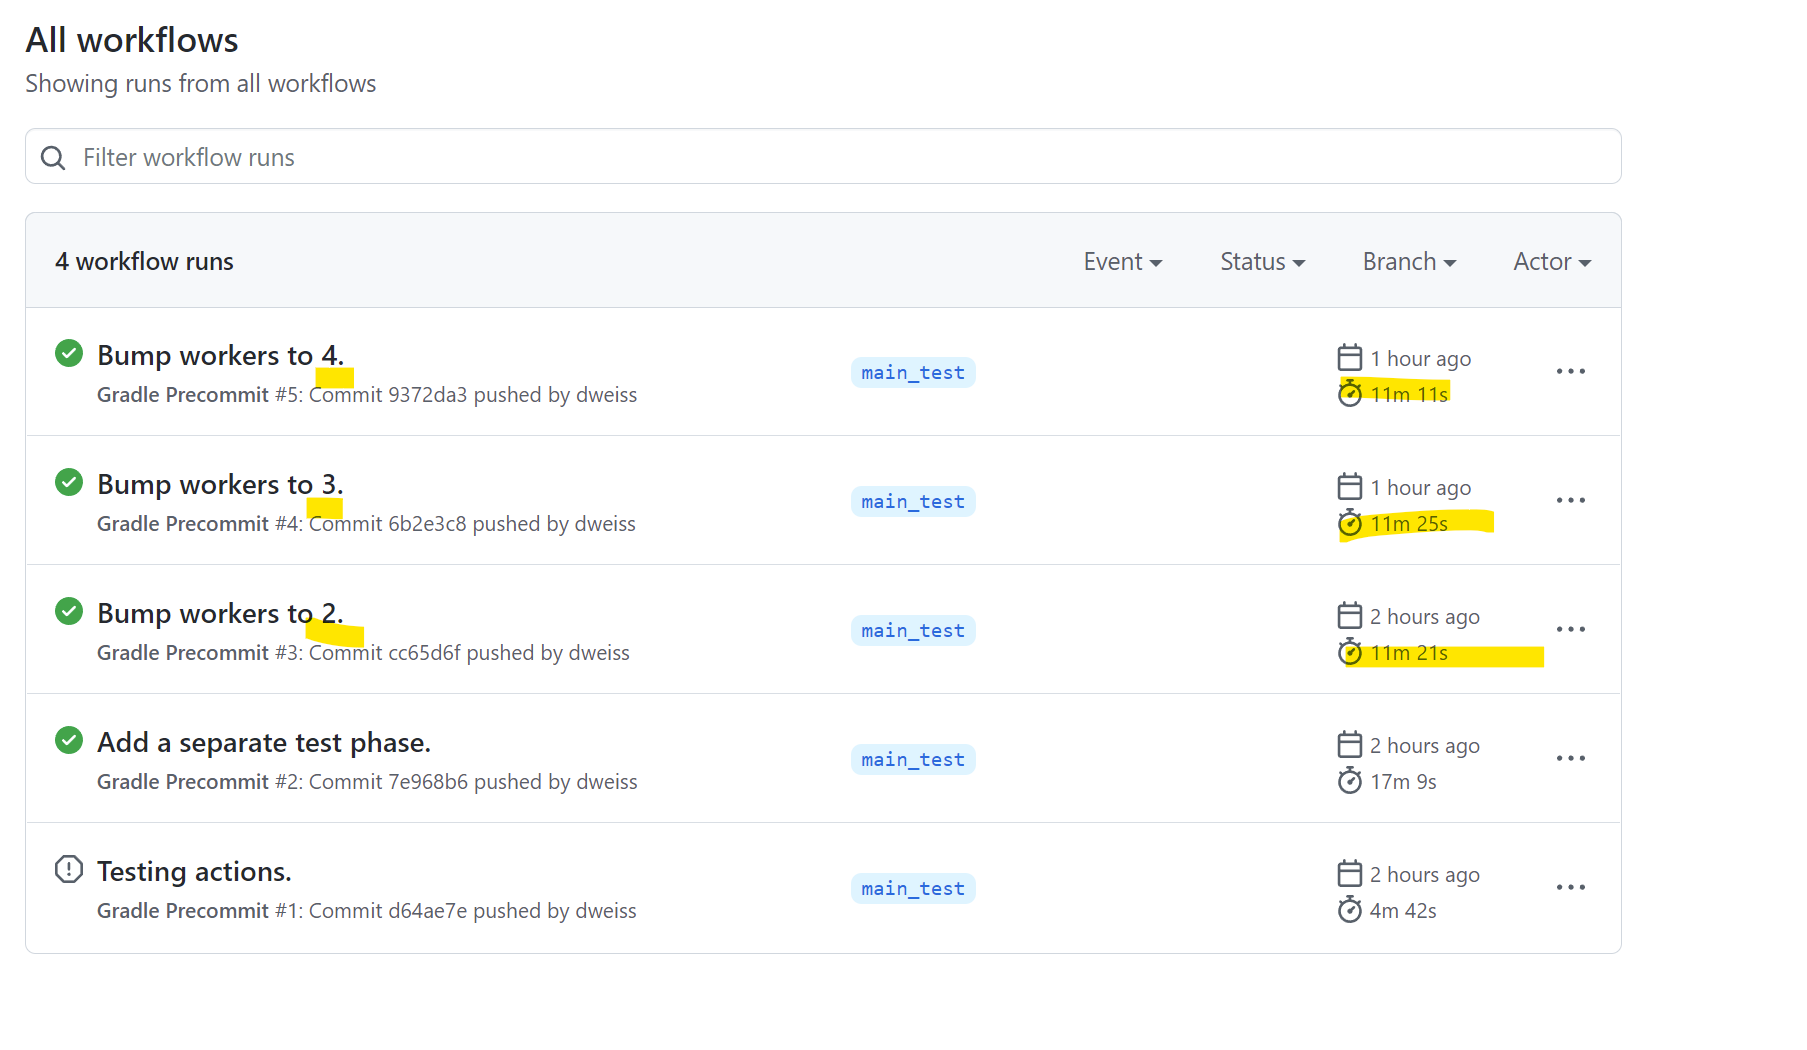 All workflows
Showing runs from all workflows
Filter workflow runs
4 workflow runs Event Status Branch Actor
Bump workers to 4.
Gradle Precommit #5: Commit 9372da3 pushed by dweiss
main_test
1 hour ago
11m 11s
Bump workers to 3.
Gradle Precommit #4: Commit 6b2e3c8 pushed by dweiss
main_test
1 hour ago
11m 25s
Bump workers to 2.
Gradle Precommit #3: Commit cc65d6f pushed by dweiss
main_test
2 hours ago
11m 21s
Add a separate test phase.
Gradle Precommit #2: Commit 7e968b6 pushed by dweiss
main_test
2 hours ago
17m 9s
Testing actions.
Gradle Precommit #1: Commit d64ae7e pushed by dweiss
main_test
2 hours ago
4m 42s